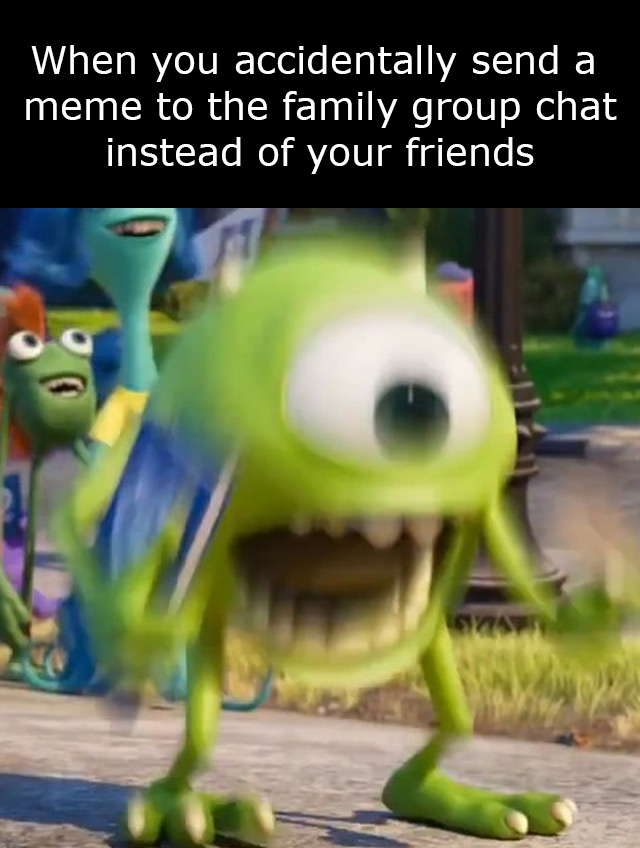 When you accidentally send a
meme to the family group chat
instead of your friends